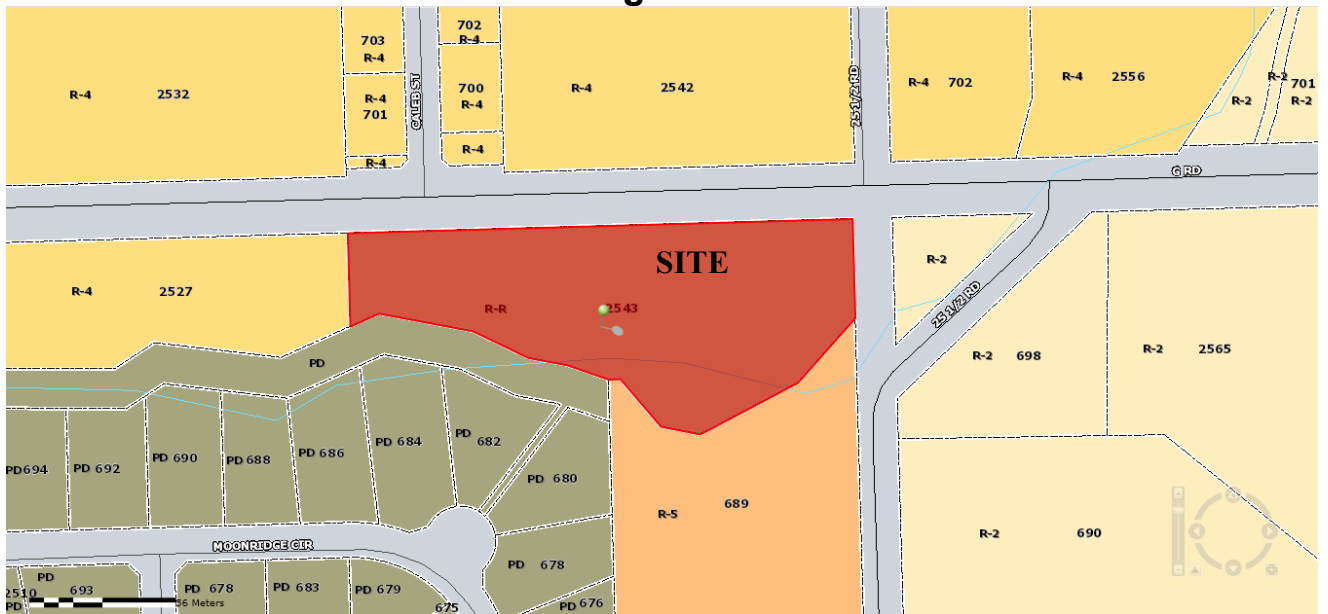 g
702
R-4
703
R-4
R-4
2532
R-4
701
CALEB ST
700
R-4
R-4
2542
25 1/2 RD
R-4 702
R-4 2556
R-2
701
R-2
R-2
R-4
R-4
G RD
SITE
R-2
R-4
2527
R-R
2543
25 1/2 RD
PD
R-2 698
R-2 2565
PD694
PD 692
PD 690
PD 688
PD 686
PD 684
PD
682
PD 680
R-5
689
R-2
690
MOONRIDGE CIR
PD 678
PD
693
PD 678
PD 683
PD 679
675
PD 676
2510
PD
56 Meters